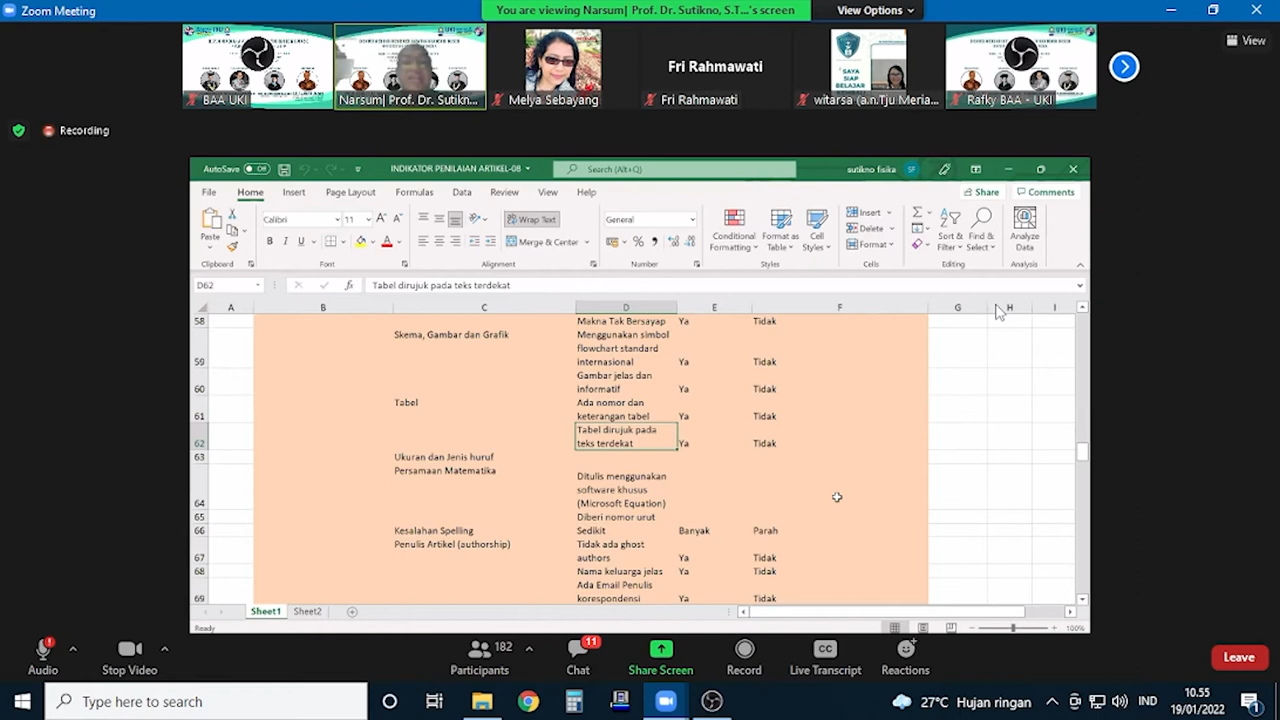 Zoom Meeting
You are viewing Narsum| Prof. Dr. Sutikno, S.T...'s screen
View Options
BAA UKI
Narsum| Prof. Dr. Sutikn...
Melya Sebayang
Fri Rahmawati
Fri Rahmawati
SAYA
SIAP
BELAJAR
witarsa (a.n.Tju Meria...
Rafky BAA - UKI
View
Recording
AutoSave Off
INDIKATOR PENILAIAN ARTIKEL-08
Search (Alt+Q)
sutikno fisika SF
File Home Insert Page Layout Formulas Data Review View Help
Share Comments
Paste
Calibri 11
Wrap Text
General
Merge & Center
Conditional Formatting
Format as Table
Cell Styles
Insert
Delete
Format
Sort & Filter
Find & Select
Analyze Data
Clipboard Font Alignment Number Styles Cells Editing Analysis
D62 fx Tabel dirujuk pada teks terdekat
A B C D E F G H I
58 Makna Tak Bersayap Ya Tidak
Skema, Gambar dan Grafik Menggunakan simbol
flowchart standard
59 internasional Ya Tidak
Gambar jelas dan
60 informatif Ya Tidak
Tabel Ada nomor dan
61 keterangan tabel Ya Tidak
Tabel dirujuk pada
62 teks terdekat Ya Tidak
63 Ukuran dan Jenis huruf
Persamaan Matematika
Ditulis menggunakan
software khusus
64 (Microsoft Equation)
65 Diberi nomor urut
66 Kesalahan Spelling Sedikit Banyak Parah
Penulis Artikel (authorship) Tidak ada ghost
67 authors Ya Tidak
68 Nama keluarga jelas Ya Tidak
Ada Email Penulis
69 korespondensi Ya Tidak
Sheet1 Sheet2
Ready 100%
Audio
Stop Video
182
Participants
11
Chat
Share Screen
Record
CC
Live Transcript
Reactions
Leave
Type here to search
27°C Hujan ringan
IND
10.55
19/01/2022
1